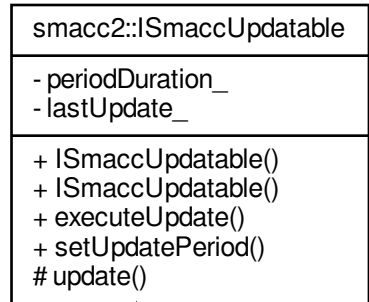 smacc2::ISmaccUpdatable
- periodDuration_
- lastUpdate_
+ ISmaccUpdatable()
+ ISmaccUpdatable()
+ executeUpdate()
+ setUpdatePeriod()
# update()